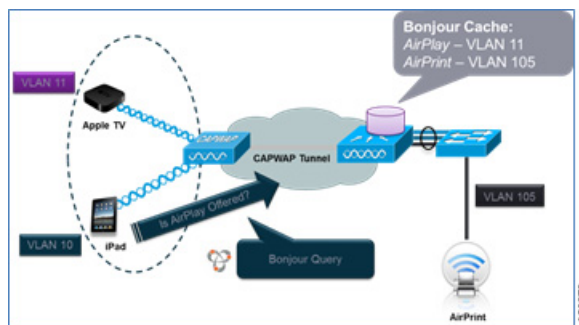 Bonjour Cache:
AirPlay – VLAN 11
AirPrint – VLAN 105
VLAN 11
Apple TV
CAPWAP
CAPWAP Tunnel
Is AirPlay Offered?
VLAN 105
VLAN 10
iPad
Bonjour Query
AirPrint